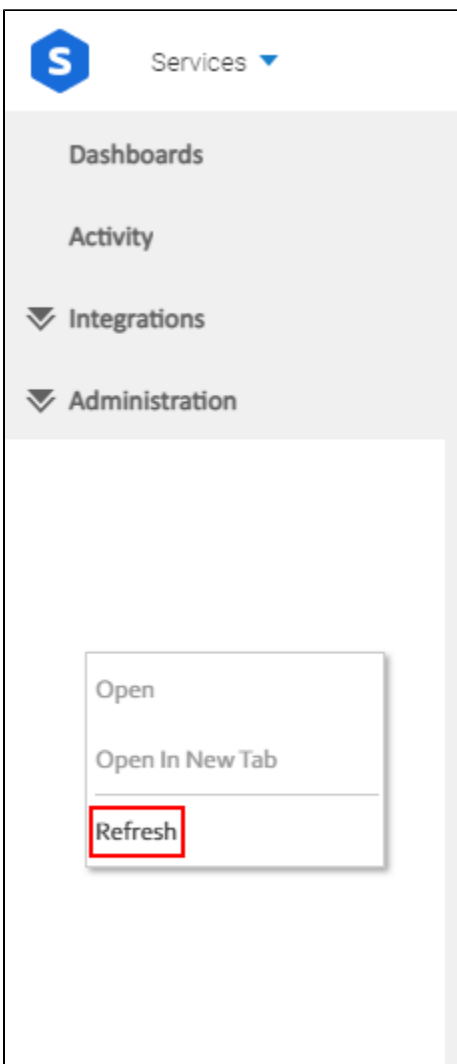 S
Services
Dashboards
Activity
Integrations
Administration
Open
Open In New Tab
Refresh